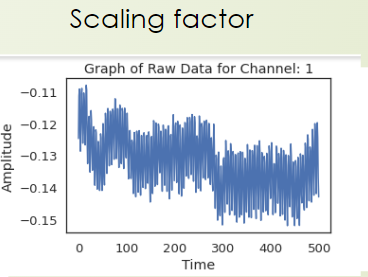 Scaling factor
Graph of Raw Data for Channel: 1
Amplitude
−0.11
−0.12
−0.13
−0.14
−0.15
0 100 200 300 400 500
Time